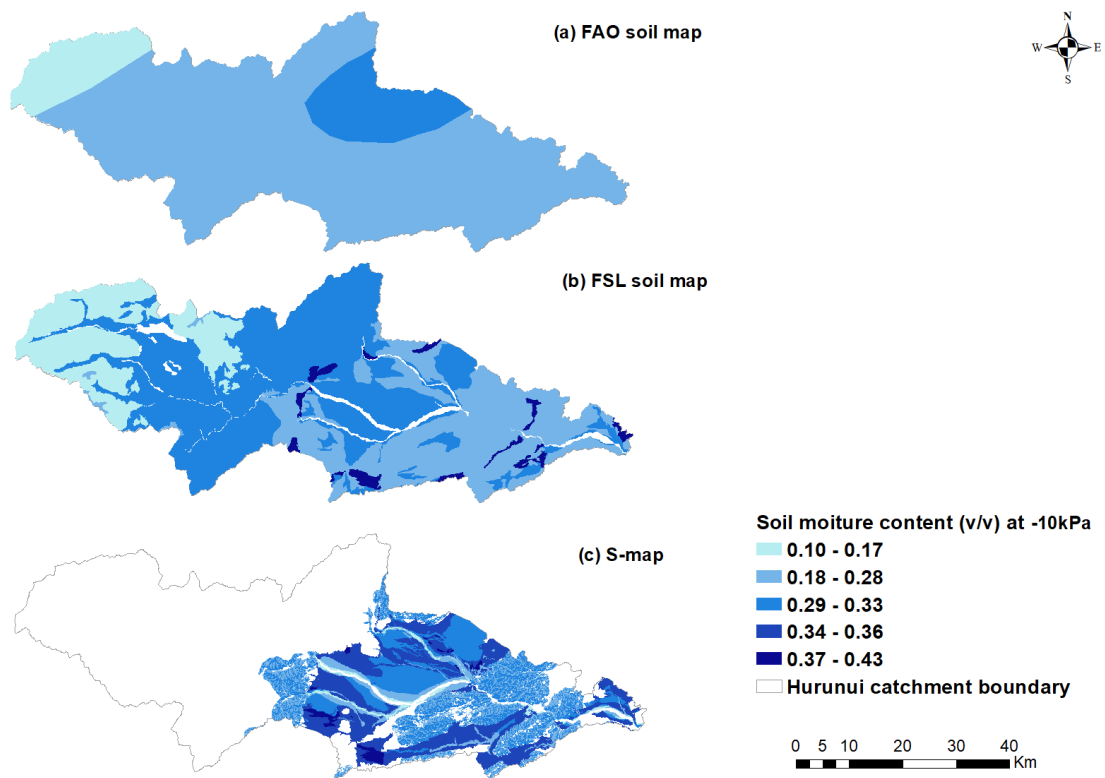 (a) FAO soil map
N
W E
S
(b) FSL soil map
(c) S-map
Soil moiture content (v/v) at -10kPa
0.10 - 0.17
0.18 - 0.28
0.29 - 0.33
0.34 - 0.36
0.37 - 0.43
Hurunui catchment boundary
0 5 10 20 30 40
Km